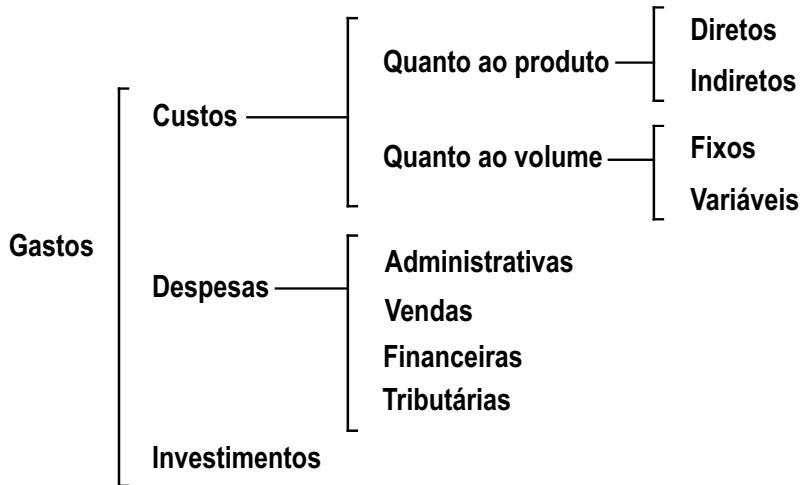 Gastos
Custos
Quanto ao produto
Diretos
Indiretos
Quanto ao volume
Fixos
Variáveis
Despesas
Administrativas
Vendas
Financeiras
Tributárias
Investimentos